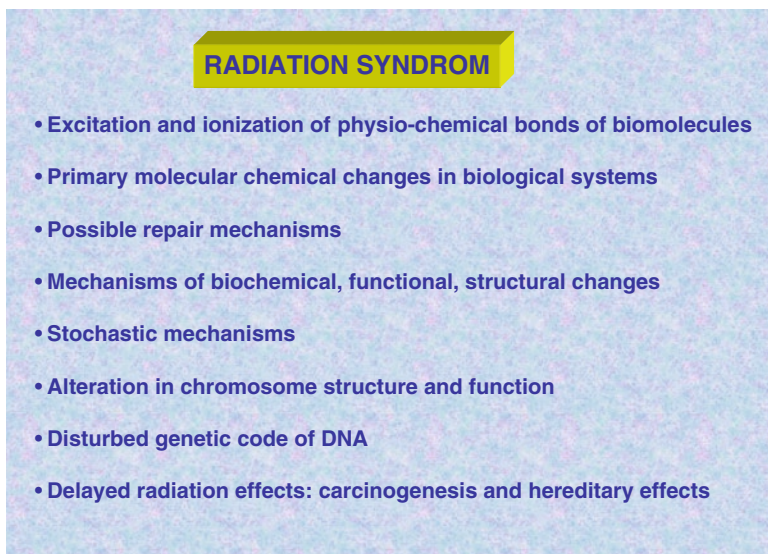 RADIATION SYNDROM
• Excitation and ionization of physio-chemical bonds of biomolecules
• Primary molecular chemical changes in biological systems
• Possible repair mechanisms
• Mechanisms of biochemical, functional, structural changes
• Stochastic mechanisms
• Alteration in chromosome structure and function
• Disturbed genetic code of DNA
• Delayed radiation effects: carcinogenesis and hereditary effects